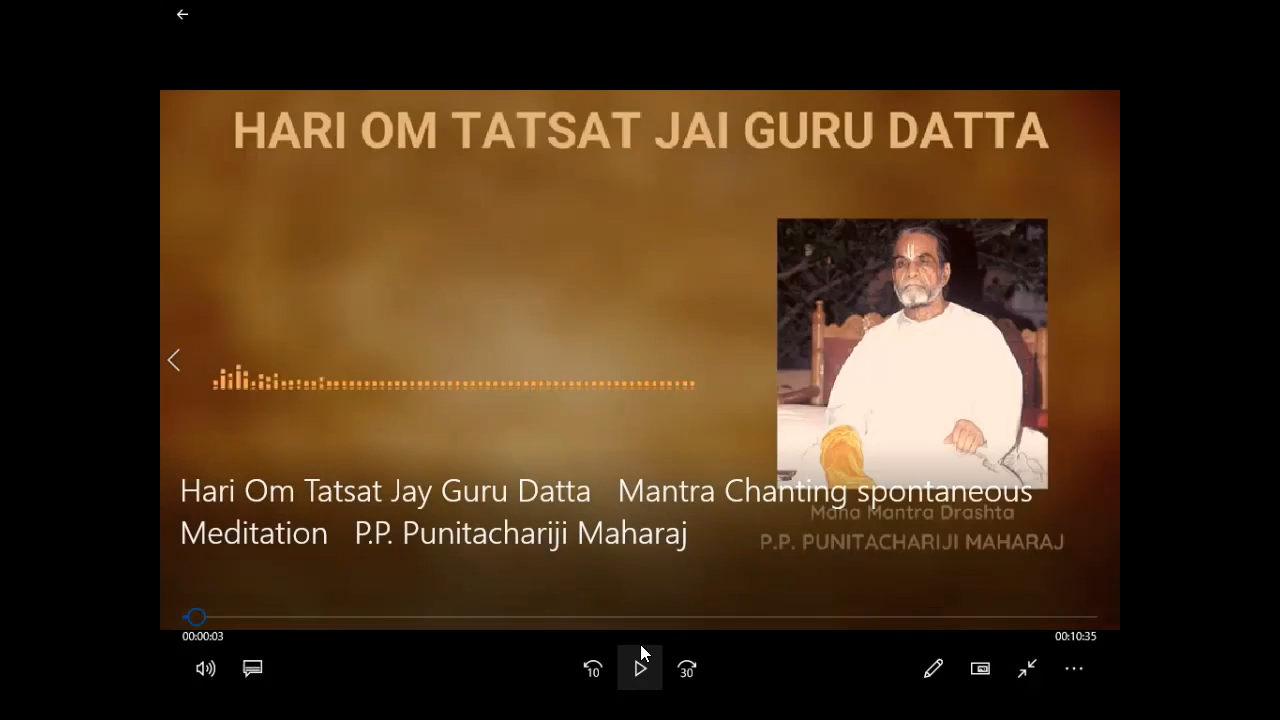 HARI OM TATSAT JAI GURU DATTA
Hari Om Tatsat Jay Guru Datta Mantra Chanting spontaneous
Meditation P.P. Punitachariji Maharaj
Maha Mantra Drashta
P.P. PUNITACHARIJI MAHARAJ
00:00:03
00:10:35
10
30